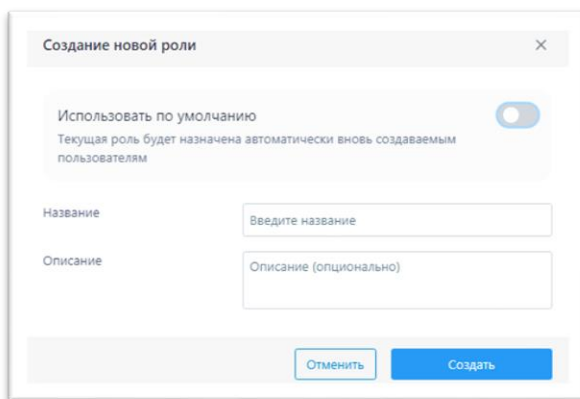 Создание новой роли
Использовать по умолчанию
Текущая роль будет назначена автоматически вновь создаваемым
пользователям
Название
Введите название
Описание
Описание (опционально)
Отменить
Создать